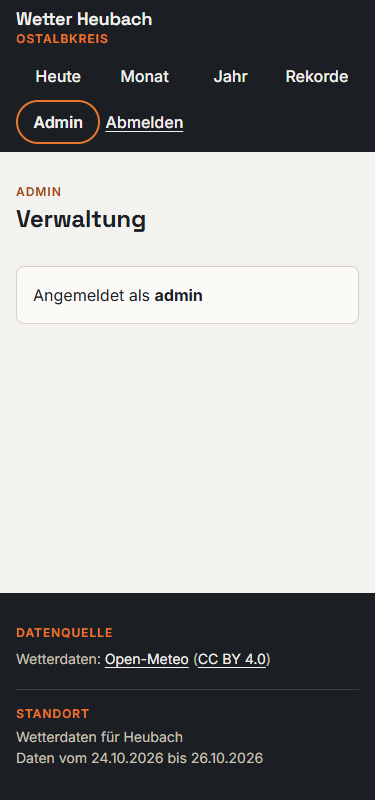 Wetter Heubach
OSTALBKREIS
Heute Monat Jahr Rekorde
Admin Abmelden
ADMIN
Verwaltung
Angemeldet als admin
DATENQUELLE
Wetterdaten: Open-Meteo (CC BY 4.0)
STANDORT
Wetterdaten für Heubach
Daten vom 24.10.2026 bis 26.10.2026